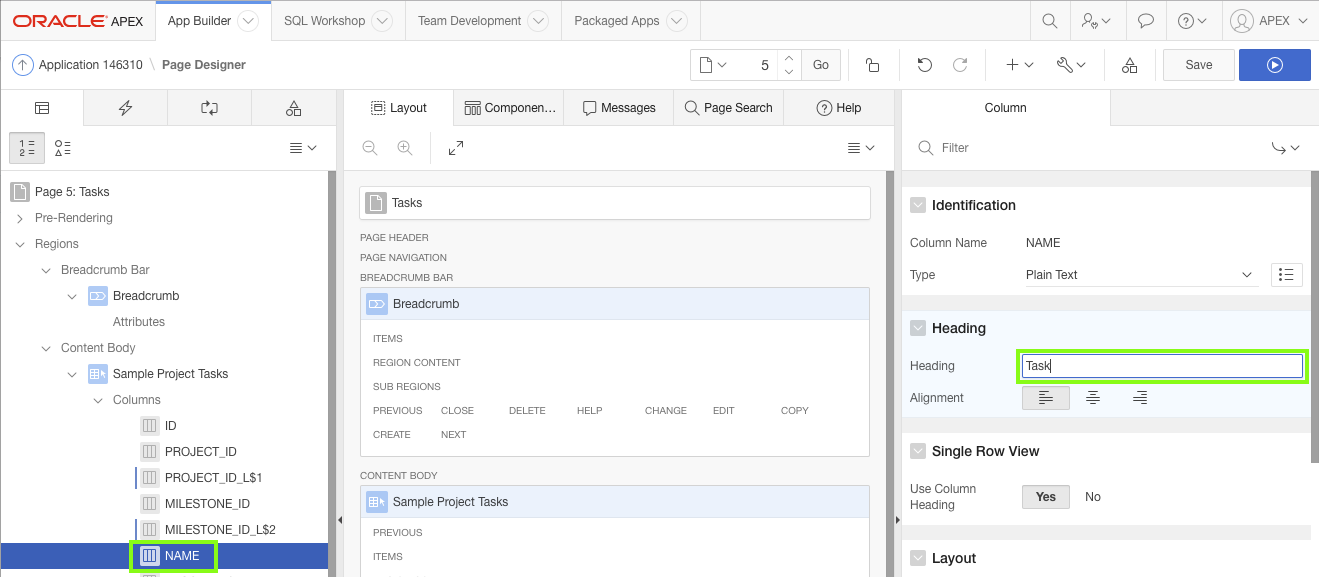 ORACLE APEX
App Builder
SQL Workshop
Team Development
Packaged Apps
APEX
Application 146310 \ Page Designer
5
Go
Save
Layout
Componen...
Messages
Page Search
Help
Column
Filter
Page 5: Tasks
Pre-Rendering
Regions
Breadcrumb Bar
Breadcrumb
Attributes
Content Body
Sample Project Tasks
Columns
ID
PROJECT_ID
PROJECT_ID_L$1
MILESTONE_ID
MILESTONE_ID_L$2
NAME
Tasks
PAGE HEADER
PAGE NAVIGATION
BREADCRUMB BAR
Breadcrumb
ITEMS
REGION CONTENT
SUB REGIONS
PREVIOUS CLOSE DELETE HELP CHANGE EDIT COPY
CREATE NEXT
CONTENT BODY
Sample Project Tasks
PREVIOUS
ITEMS
Identification
Column Name NAME
Type Plain Text
Heading
Heading Task
Alignment
Single Row View
Use Column
Heading
Yes No
Layout